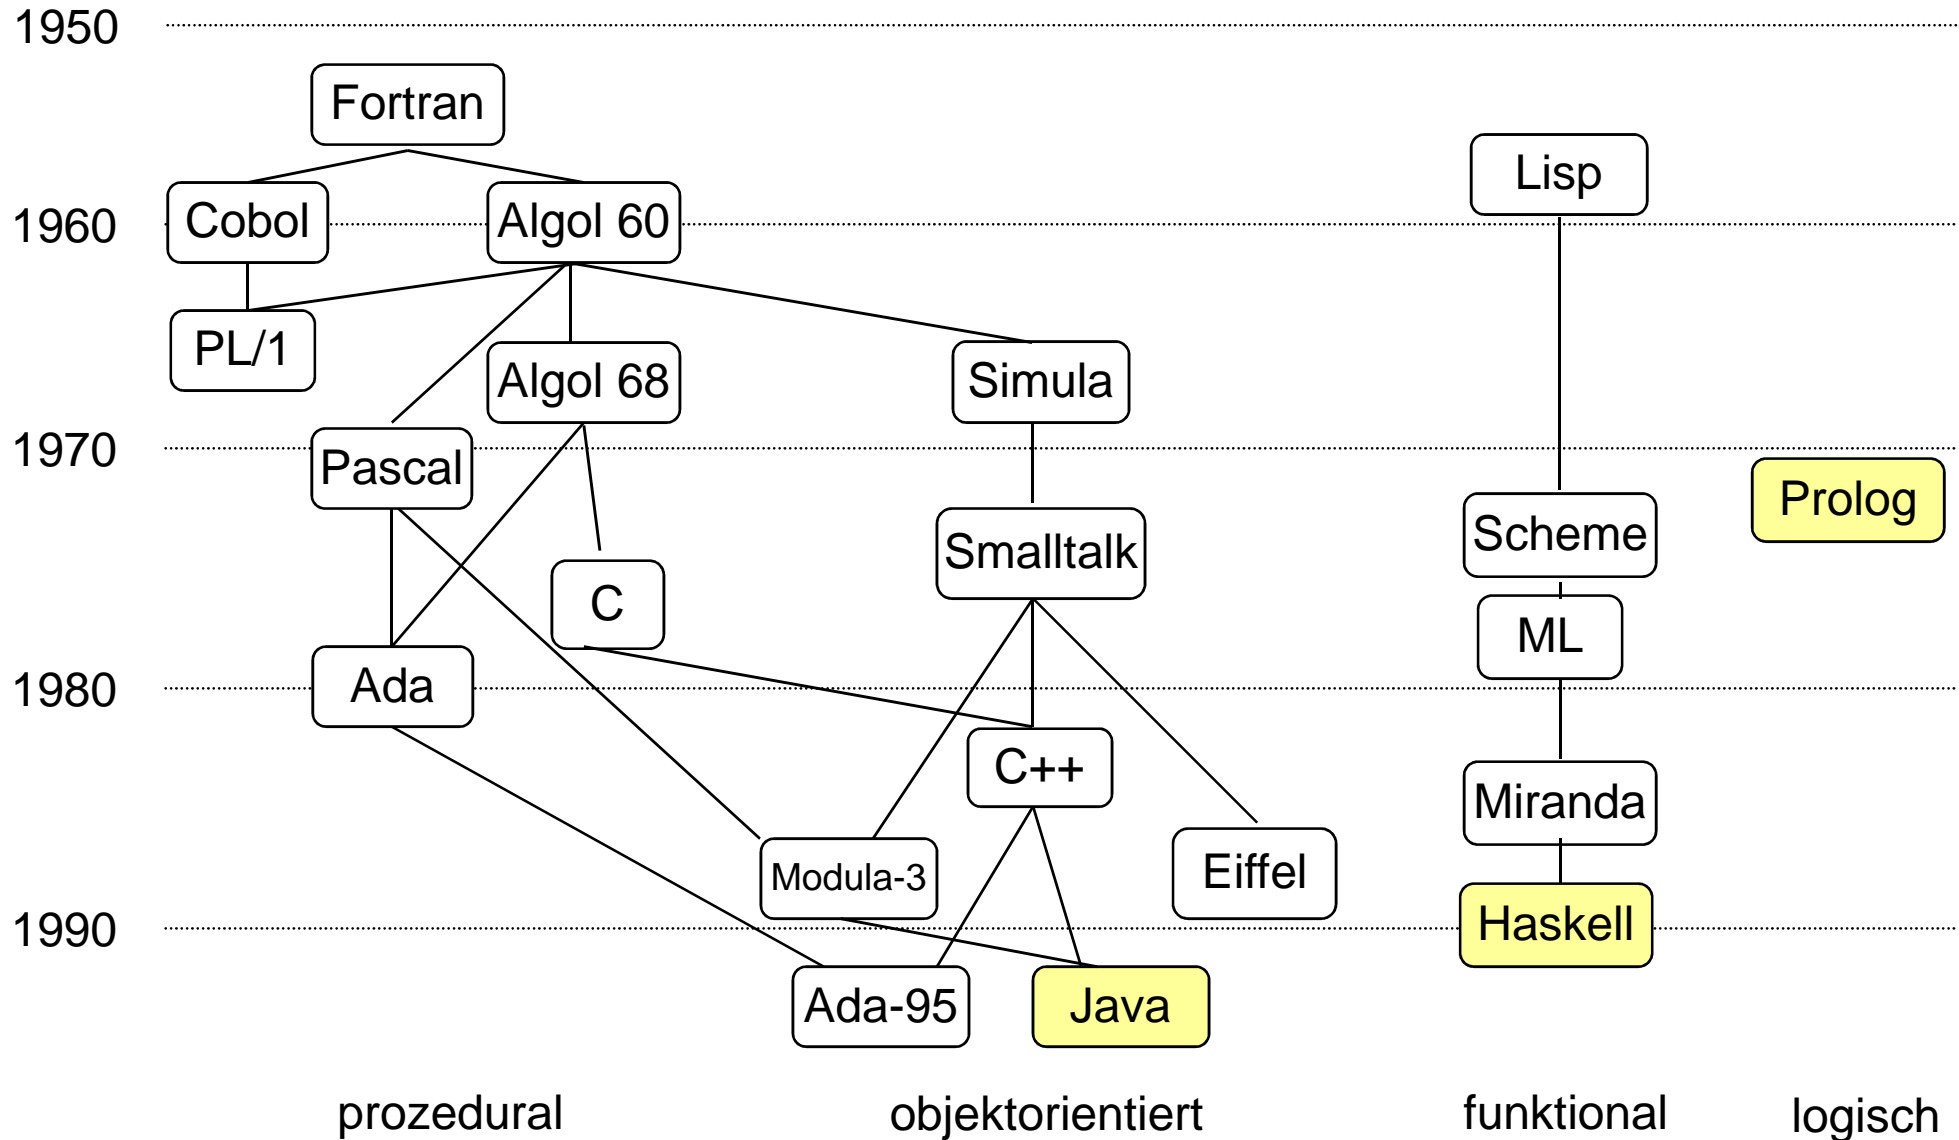 1950
Fortran
Lisp
1960
Cobol
Algol 60
PL/1
Algol 68
Simula
1970
Pascal
Prolog
Smalltalk
Scheme
C
ML
1980
Ada
C++
Miranda
Modula-3
Eiffel
1990
Haskell
Ada-95
Java
prozedural
objektorientiert
funktional
logisch